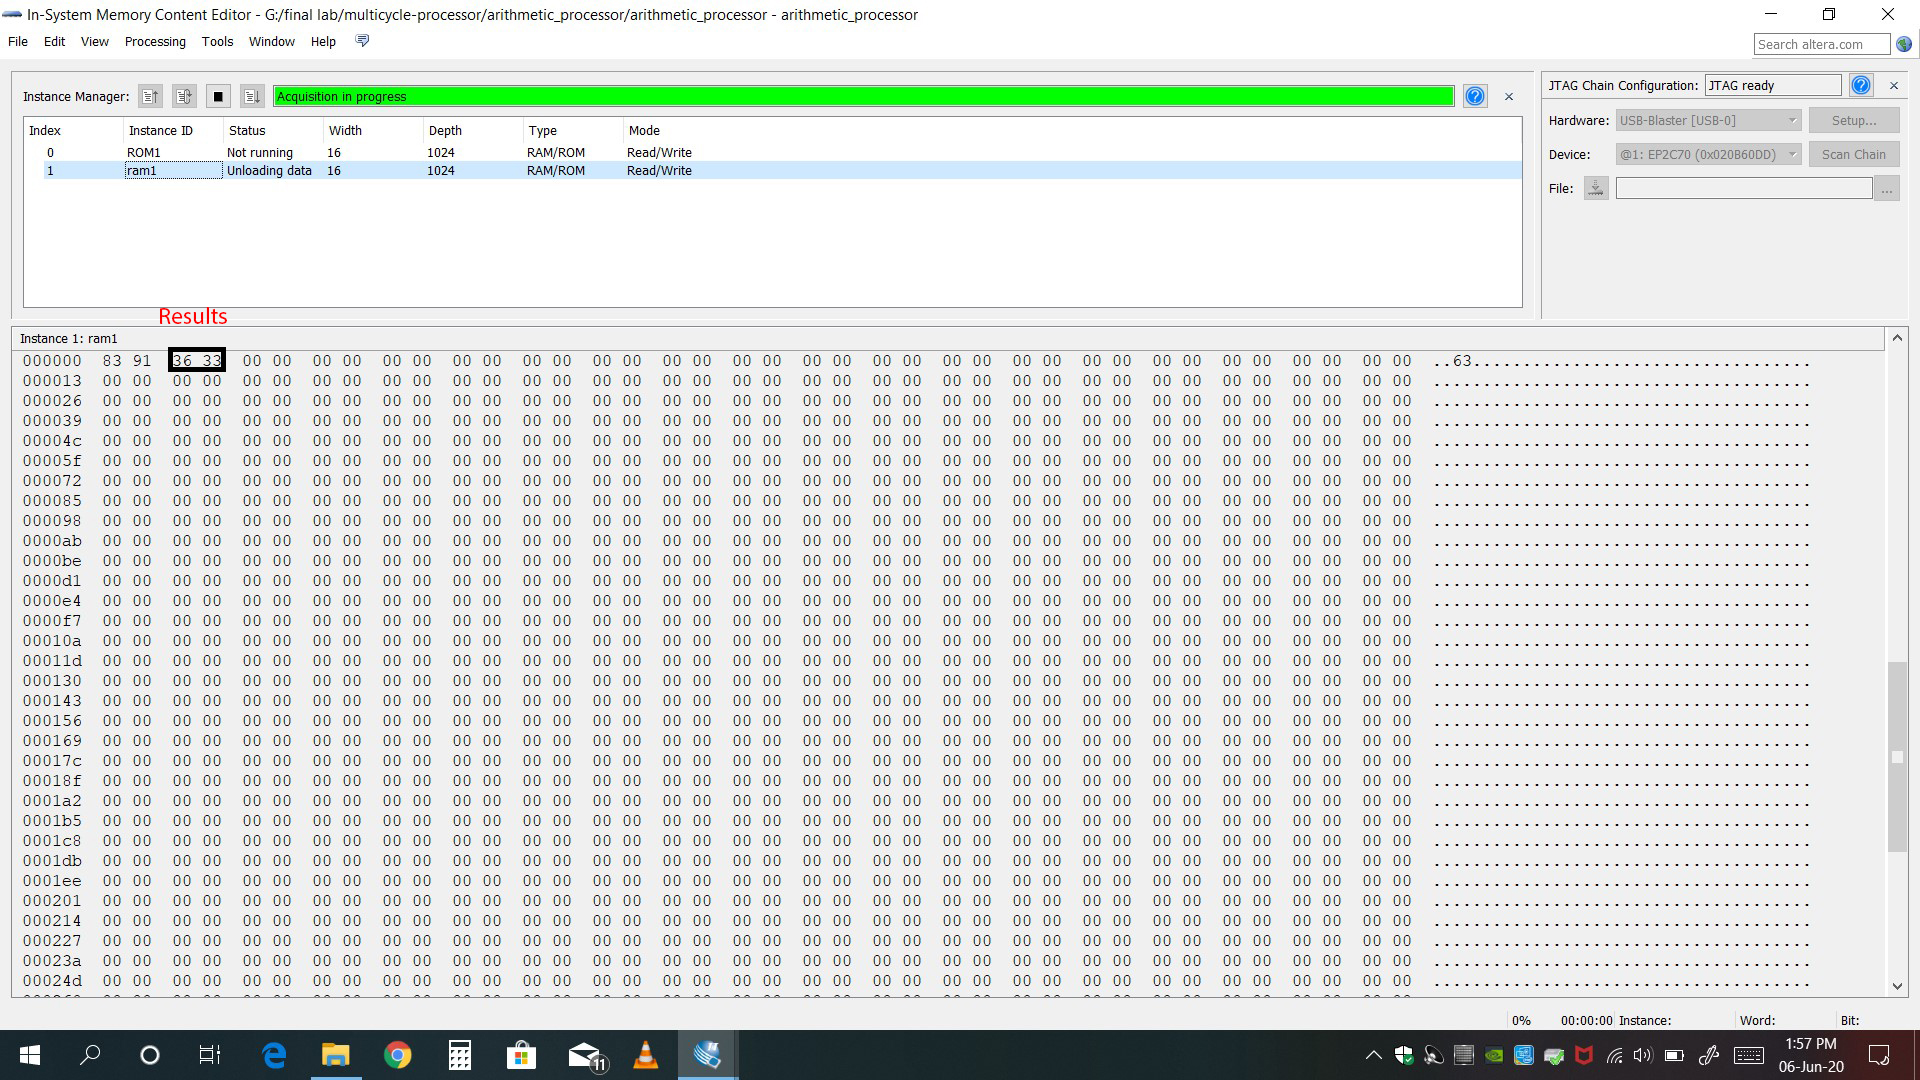 In-System Memory Content Editor - G:/final lab/multicycle-processor/arithmetic_processor/arithmetic_processor - arithmetic_processor
File Edit View Processing Tools Window Help
Search altera.com
Instance Manager: Acquisition in progress
Index Instance ID Status Width Depth Type Mode
0 ROM1 Not running 16 1024 RAM/ROM Read/Write
1 ram1 Unloading data 16 1024 RAM/ROM Read/Write
JTAG Chain Configuration: JTAG ready
Hardware: USB-Blaster [USB-0] Setup...
Device: @1: EP2C70 (0x020B60DD) Scan Chain
File: ...
Results
Instance 1: ram1
000000 83 91 36 33 00 00 00 00 00 00 00 00 00 00 00 00 00 00 00 00 00 00 00 00 00 00 00 00 00 00 00 00 00 00 00 00 00 00 ..63..................................
000013 00 00 00 00 00 00 00 00 00 00 00 00 00 00 00 00 00 00 00 00 00 00 00 00 00 00 00 00 00 00 00 00 00 00 00 00 00 00 ......................................
000026 00 00 00 00 00 00 00 00 00 00 00 00 00 00 00 00 00 00 00 00 00 00 00 00 00 00 00 00 00 00 00 00 00 00 00 00 00 00 ......................................
000039 00 00 00 00 00 00 00 00 00 00 00 00 00 00 00 00 00 00 00 00 00 00 00 00 00 00 00 00 00 00 00 00 00 00 00 00 00 00 ......................................
00004c 00 00 00 00 00 00 00 00 00 00 00 00 00 00 00 00 00 00 00 00 00 00 00 00 00 00 00 00 00 00 00 00 00 00 00 00 00 00 ......................................
00005f 00 00 00 00 00 00 00 00 00 00 00 00 00 00 00 00 00 00 00 00 00 00 00 00 00 00 00 00 00 00 00 00 00 00 00 00 00 00 ......................................
000072 00 00 00 00 00 00 00 00 00 00 00 00 00 00 00 00 00 00 00 00 00 00 00 00 00 00 00 00 00 00 00 00 00 00 00 00 00 00 ......................................
000085 00 00 00 00 00 00 00 00 00 00 00 00 00 00 00 00 00 00 00 00 00 00 00 00 00 00 00 00 00 00 00 00 00 00 00 00 00 00 ......................................
000098 00 00 00 00 00 00 00 00 00 00 00 00 00 00 00 00 00 00 00 00 00 00 00 00 00 00 00 00 00 00 00 00 00 00 00 00 00 00 ......................................
0000ab 00 00 00 00 00 00 00 00 00 00 00 00 00 00 00 00 00 00 00 00 00 00 00 00 00 00 00 00 00 00 00 00 00 00 00 00 00 00 ......................................
0000be 00 00 00 00 00 00 00 00 00 00 00 00 00 00 00 00 00 00 00 00 00 00 00 00 00 00 00 00 00 00 00 00 00 00 00 00 00 00 ......................................
0000d1 00 00 00 00 00 00 00 00 00 00 00 00 00 00 00 00 00 00 00 00 00 00 00 00 00 00 00 00 00 00 00 00 00 00 00 00 00 00 ......................................
0000e4 00 00 00 00 00 00 00 00 00 00 00 00 00 00 00 00 00 00 00 00 00 00 00 00 00 00 00 00 00 00 00 00 00 00 00 00 00 00 ......................................
0000f7 00 00 00 00 00 00 00 00 00 00 00 00 00 00 00 00 00 00 00 00 00 00 00 00 00 00 00 00 00 00 00 00 00 00 00 00 00 00 ......................................
00010a 00 00 00 00 00 00 00 00 00 00 00 00 00 00 00 00 00 00 00 00 00 00 00 00 00 00 00 00 00 00 00 00 00 00 00 00 00 00 ......................................
00011d 00 00 00 00 00 00 00 00 00 00 00 00 00 00 00 00 00 00 00 00 00 00 00 00 00 00 00 00 00 00 00 00 00 00 00 00 00 00 ......................................
000130 00 00 00 00 00 00 00 00 00 00 00 00 00 00 00 00 00 00 00 00 00 00 00 00 00 00 00 00 00 00 00 00 00 00 00 00 00 00 ......................................
000143 00 00 00 00 00 00 00 00 00 00 00 00 00 00 00 00 00 00 00 00 00 00 00 00 00 00 00 00 00 00 00 00 00 00 00 00 00 00 ......................................
000156 00 00 00 00 00 00 00 00 00 00 00 00 00 00 00 00 00 00 00 00 00 00 00 00 00 00 00 00 00 00 00 00 00 00 00 00 00 00 ......................................
000169 00 00 00 00 00 00 00 00 00 00 00 00 00 00 00 00 00 00 00 00 00 00 00 00 00 00 00 00 00 00 00 00 00 00 00 00 00 00 ......................................
00017c 00 00 00 00 00 00 00 00 00 00 00 00 00 00 00 00 00 00 00 00 00 00 00 00 00 00 00 00 00 00 00 00 00 00 00 00 00 00 ......................................
00018f 00 00 00 00 00 00 00 00 00 00 00 00 00 00 00 00 00 00 00 00 00 00 00 00 00 00 00 00 00 00 00 00 00 00 00 00 00 00 ......................................
0001a2 00 00 00 00 00 00 00 00 00 00 00 00 00 00 00 00 00 00 00 00 00 00 00 00 00 00 00 00 00 00 00 00 00 00 00 00 00 00 ......................................
0001b5 00 00 00 00 00 00 00 00 00 00 00 00 00 00 00 00 00 00 00 00 00 00 00 00 00 00 00 00 00 00 00 00 00 00 00 00 00 00 ......................................
0001c8 00 00 00 00 00 00 00 00 00 00 00 00 00 00 00 00 00 00 00 00 00 00 00 00 00 00 00 00 00 00 00 00 00 00 00 00 00 00 ......................................
0001db 00 00 00 00 00 00 00 00 00 00 00 00 00 00 00 00 00 00 00 00 00 00 00 00 00 00 00 00 00 00 00 00 00 00 00 00 00 00 ......................................
0001ee 00 00 00 00 00 00 00 00 00 00 00 00 00 00 00 00 00 00 00 00 00 00 00 00 00 00 00 00 00 00 00 00 00 00 00 00 00 00 ......................................
000201 00 00 00 00 00 00 00 00 00 00 00 00 00 00 00 00 00 00 00 00 00 00 00 00 00 00 00 00 00 00 00 00 00 00 00 00 00 00 ......................................
000214 00 00 00 00 00 00 00 00 00 00 00 00 00 00 00 00 00 00 00 00 00 00 00 00 00 00 00 00 00 00 00 00 00 00 00 00 00 00 ......................................
000227 00 00 00 00 00 00 00 00 00 00 00 00 00 00 00 00 00 00 00 00 00 00 00 00 00 00 00 00 00 00 00 00 00 00 00 00 00 00 ......................................
00023a 00 00 00 00 00 00 00 00 00 00 00 00 00 00 00 00 00 00 00 00 00 00 00 00 00 00 00 00 00 00 00 00 00 00 00 00 00 00 ......................................
00024d 00 00 00 00 00 00 00 00 00 00 00 00 00 00 00 00 00 00 00 00 00 00 00 00 00 00 00 00 00 00 00 00 00 00 00 00 00 00 ......................................
0% 00:00:00 Instance: Word: Bit:
11
1:57 PM
06-Jun-20